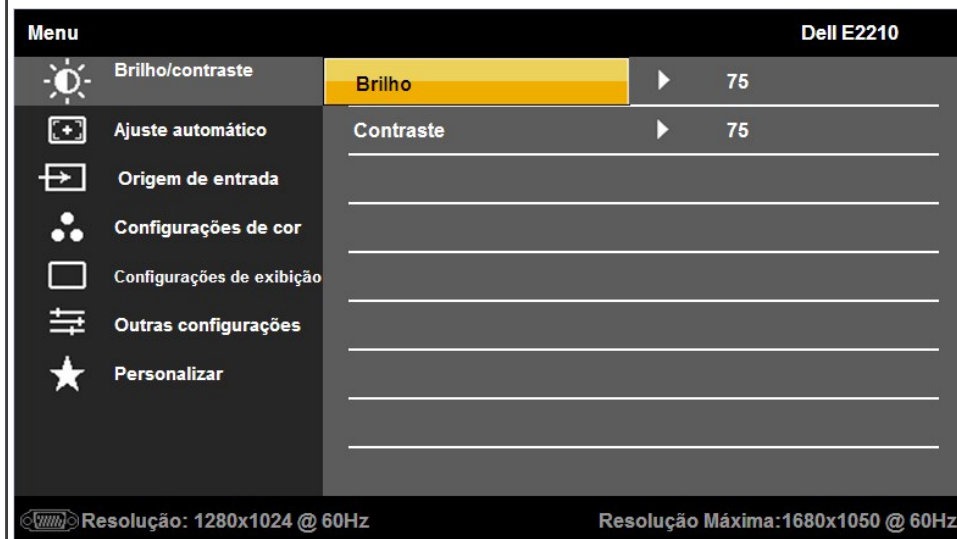 Menu Dell E2210
Brilho/contraste
Brilho 75
Ajuste automático
Contraste 75
Origem de entrada
Configurações de cor
Configurações de exibição
Outras configurações
Personalizar
Resolução: 1280x1024 @ 60Hz Resolução Máxima:1680x1050 @ 60Hz